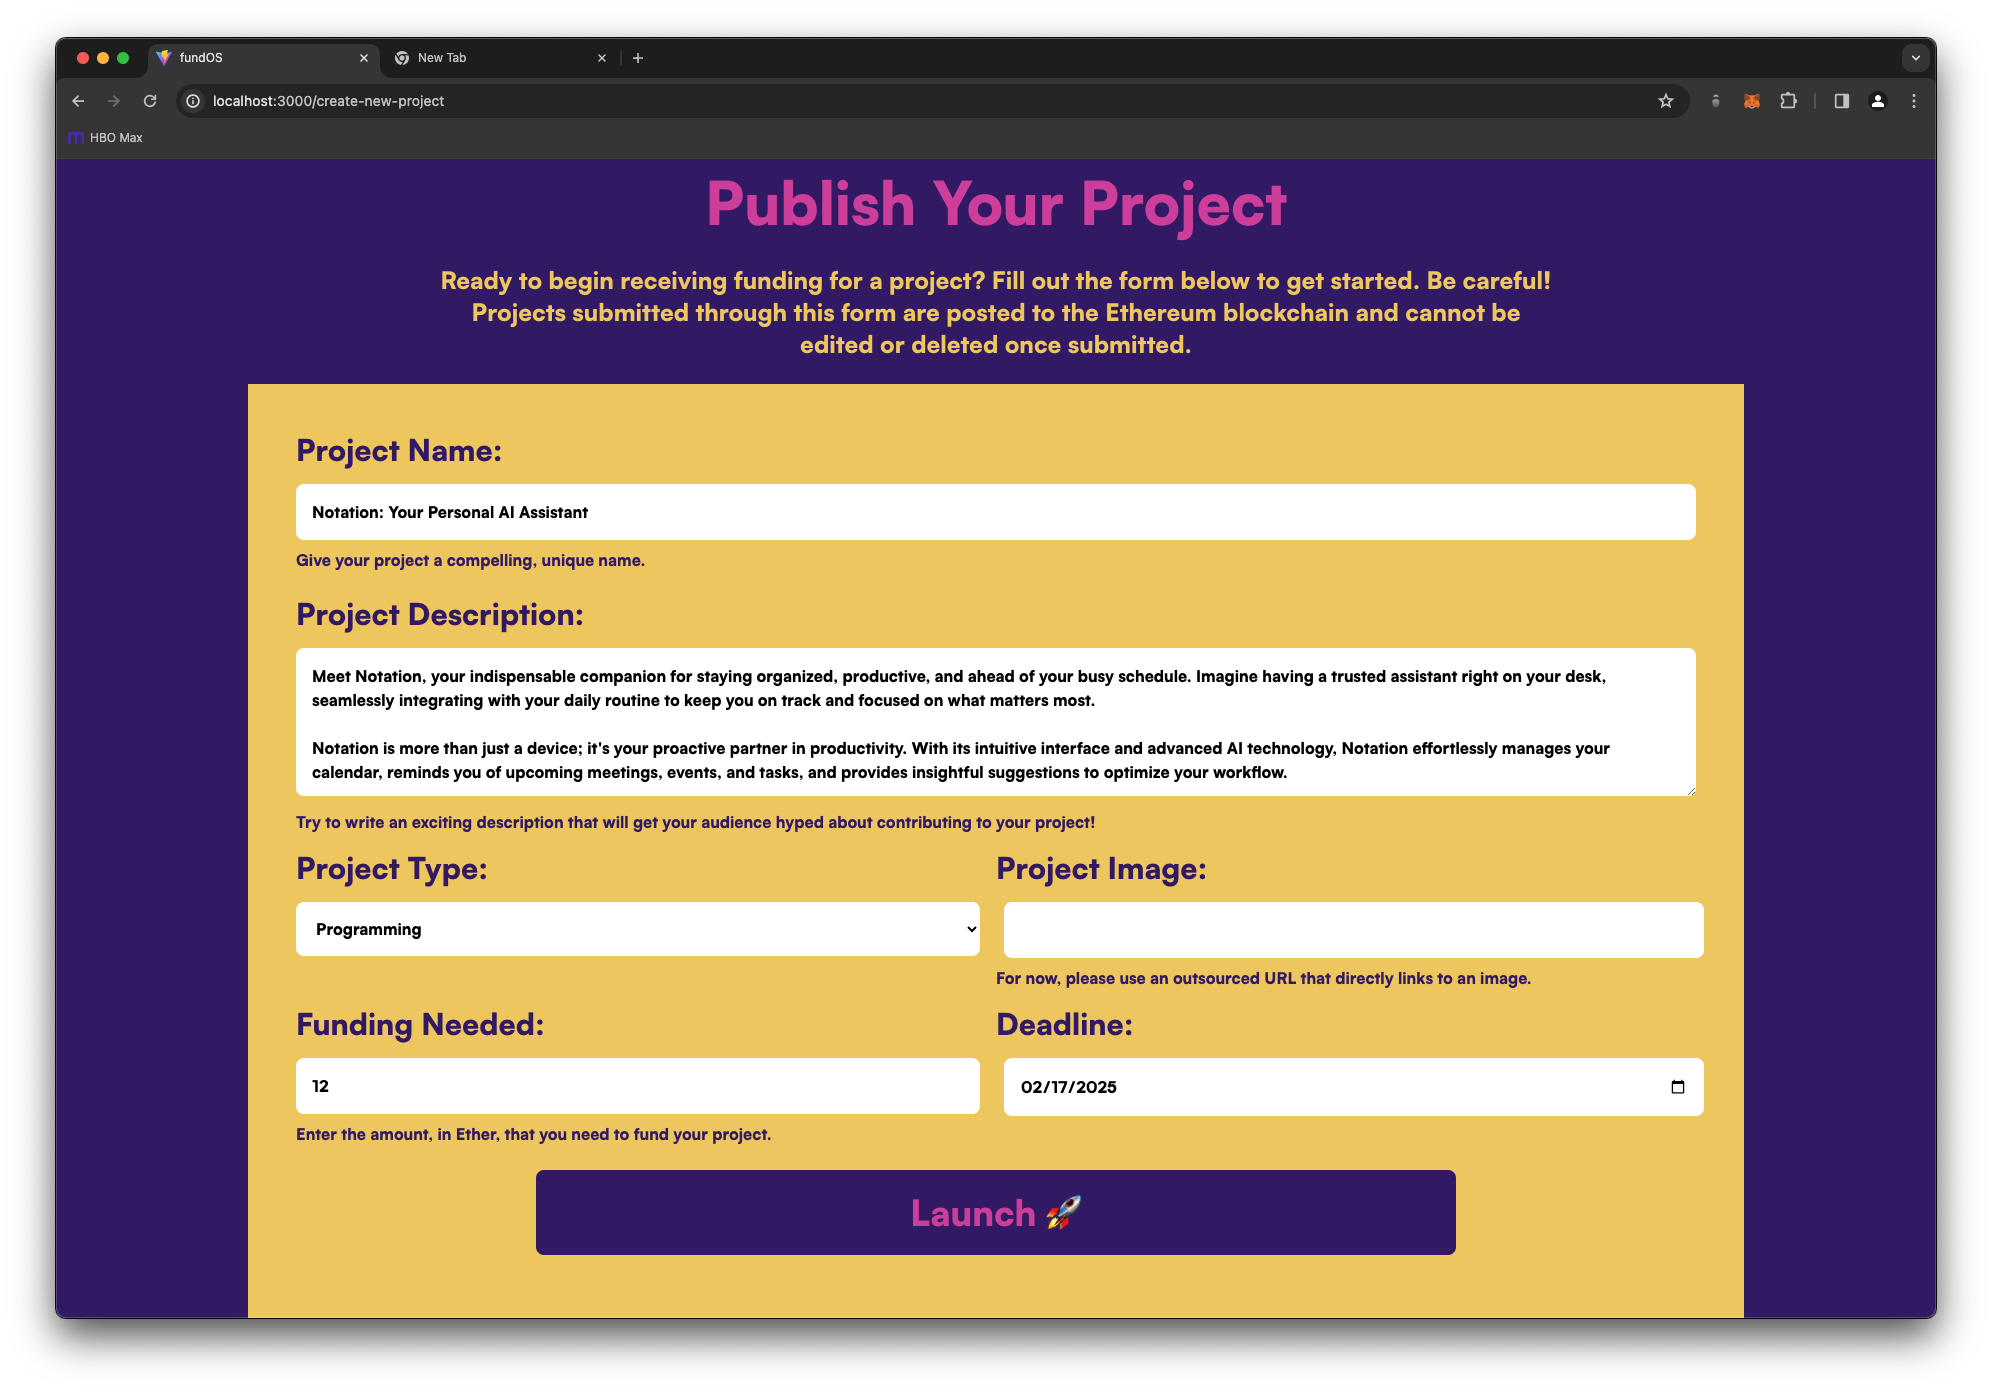 fundOS
New Tab
localhost:3000/create-new-project
HBO Max
Publish Your Project
Ready to begin receiving funding for a project? Fill out the form below to get started. Be careful!
Projects submitted through this form are posted to the Ethereum blockchain and cannot be
edited or deleted once submitted.
Project Name:
Notation: Your Personal AI Assistant
Give your project a compelling, unique name.
Project Description:
Meet Notation, your indispensable companion for staying organized, productive, and ahead of your busy schedule. Imagine having a trusted assistant right on your desk,
seamlessly integrating with your daily routine to keep you on track and focused on what matters most.
Notation is more than just a device; it's your proactive partner in productivity. With its intuitive interface and advanced AI technology, Notation effortlessly manages your
calendar, reminds you of upcoming meetings, events, and tasks, and provides insightful suggestions to optimize your workflow.
Try to write an exciting description that will get your audience hyped about contributing to your project!
Project Type:
Programming
Project Image:
For now, please use an outsourced URL that directly links to an image.
Funding Needed:
12
Enter the amount, in Ether, that you need to fund your project.
Deadline:
02/17/2025
Launch 🚀